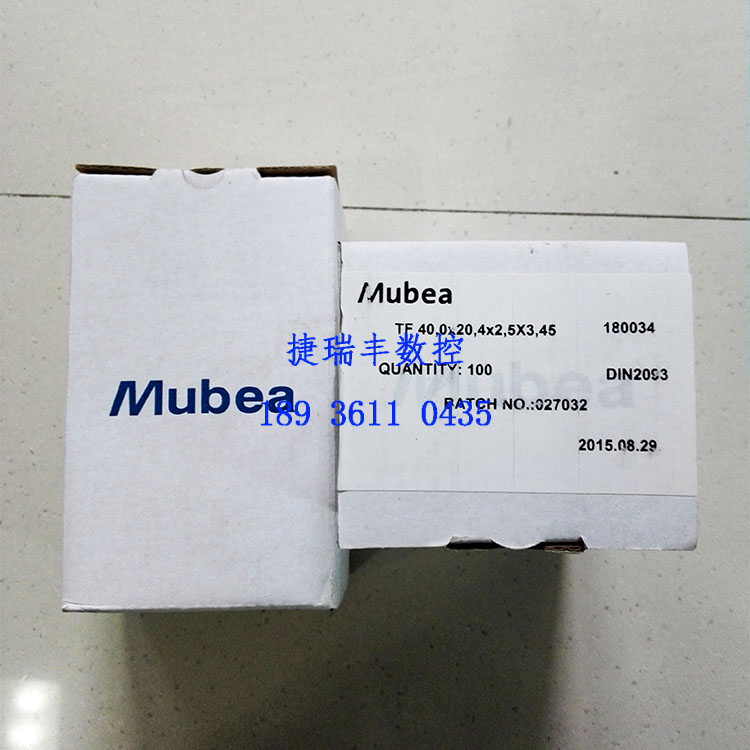 Mubea
Mubea
TF 40,0x20,4x2,5X3,45 180034
QUANTITY: 100 DIN2093
BATCH NO.:027032
2015.08.29
Mubea
捷瑞丰数控
189 3611 0435